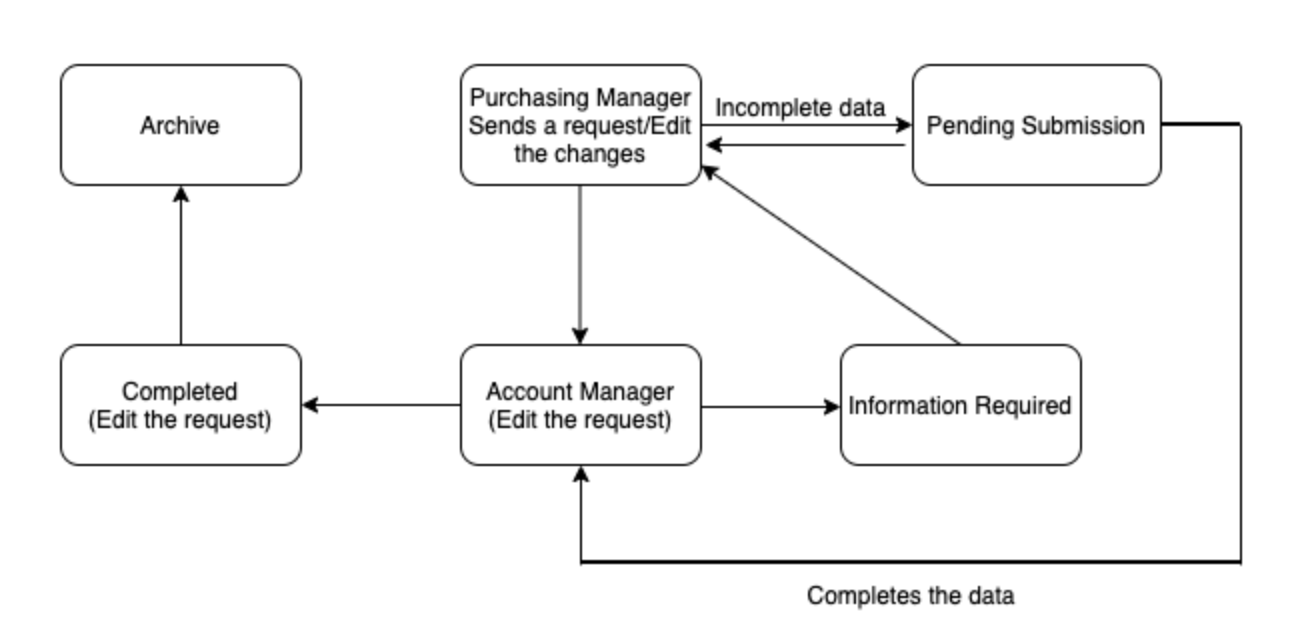 Archive
Purchasing Manager
Sends a request/Edit
the changes
Incomplete data
Pending Submission
Completed
(Edit the request)
Account Manager
(Edit the request)
Information Required
Completes the data